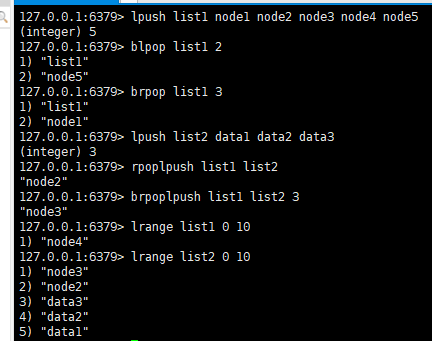 127.0.0.1:6379> lpush list1 node1 node2 node3 node4 node5
(integer) 5
127.0.0.1:6379> blpop list1 2
1) "list1"
2) "node5"
127.0.0.1:6379> brpop list1 3
1) "list1"
2) "node1"
127.0.0.1:6379> lpush list2 data1 data2 data3
(integer) 3
127.0.0.1:6379> rpoplpush list1 list2
"node2"
127.0.0.1:6379> brpoplpush list1 list2 3
"node3"
127.0.0.1:6379> lrange list1 0 10
1) "node4"
127.0.0.1:6379> lrange list2 0 10
1) "node3"
2) "node2"
3) "data3"
4) "data2"
5) "data1"